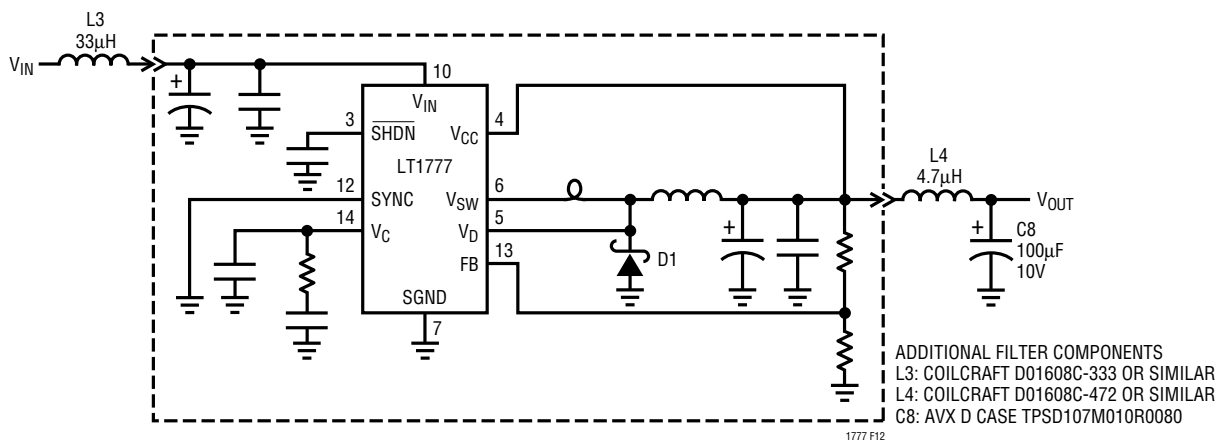 L3
33µH
V_IN
10
V_IN
3
SHDN
V_CC
4
LT1777
12
SYNC
V_SW
6
14
V_C
V_D
5
FB
13
SGND
7
D1
L4
4.7µH
V_OUT
+
+
+
C8
100µF
10V
ADDITIONAL FILTER COMPONENTS
L3: COILCRAFT D01608C-333 OR SIMILAR
L4: COILCRAFT D01608C-472 OR SIMILAR
C8: AVX D CASE TPSD107M010R0080
1777 F12